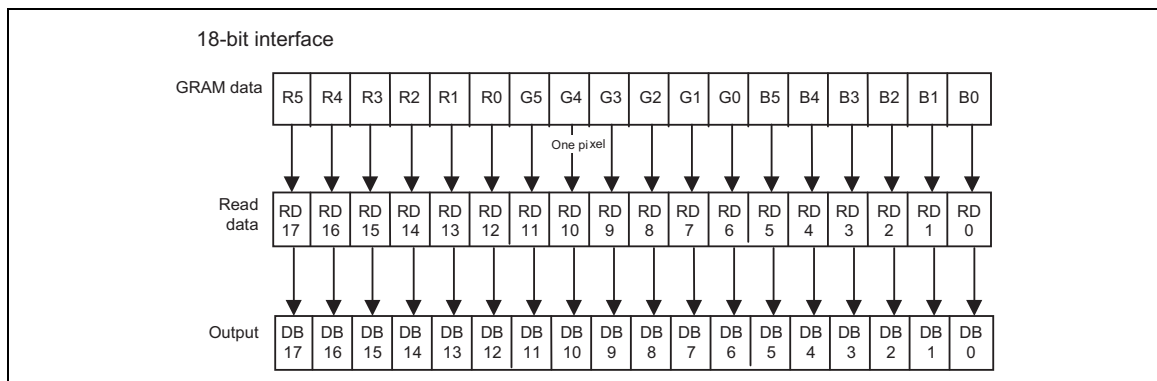 18-bit interface
GRAM data
R5 R4 R3 R2 R1 R0 G5 G4 G3 G2 G1 G0 B5 B4 B3 B2 B1 B0
One pixel
Read
data
RD RD RD RD RD RD RD RD RD RD RD RD RD RD RD RD RD RD
17 16 15 14 13 12 11 10 9 8 7 6 5 4 3 2 1 0
Output
DB DB DB DB DB DB DB DB DB DB DB DB DB DB DB DB DB DB
17 16 15 14 13 12 11 10 9 8 7 6 5 4 3 2 1 0